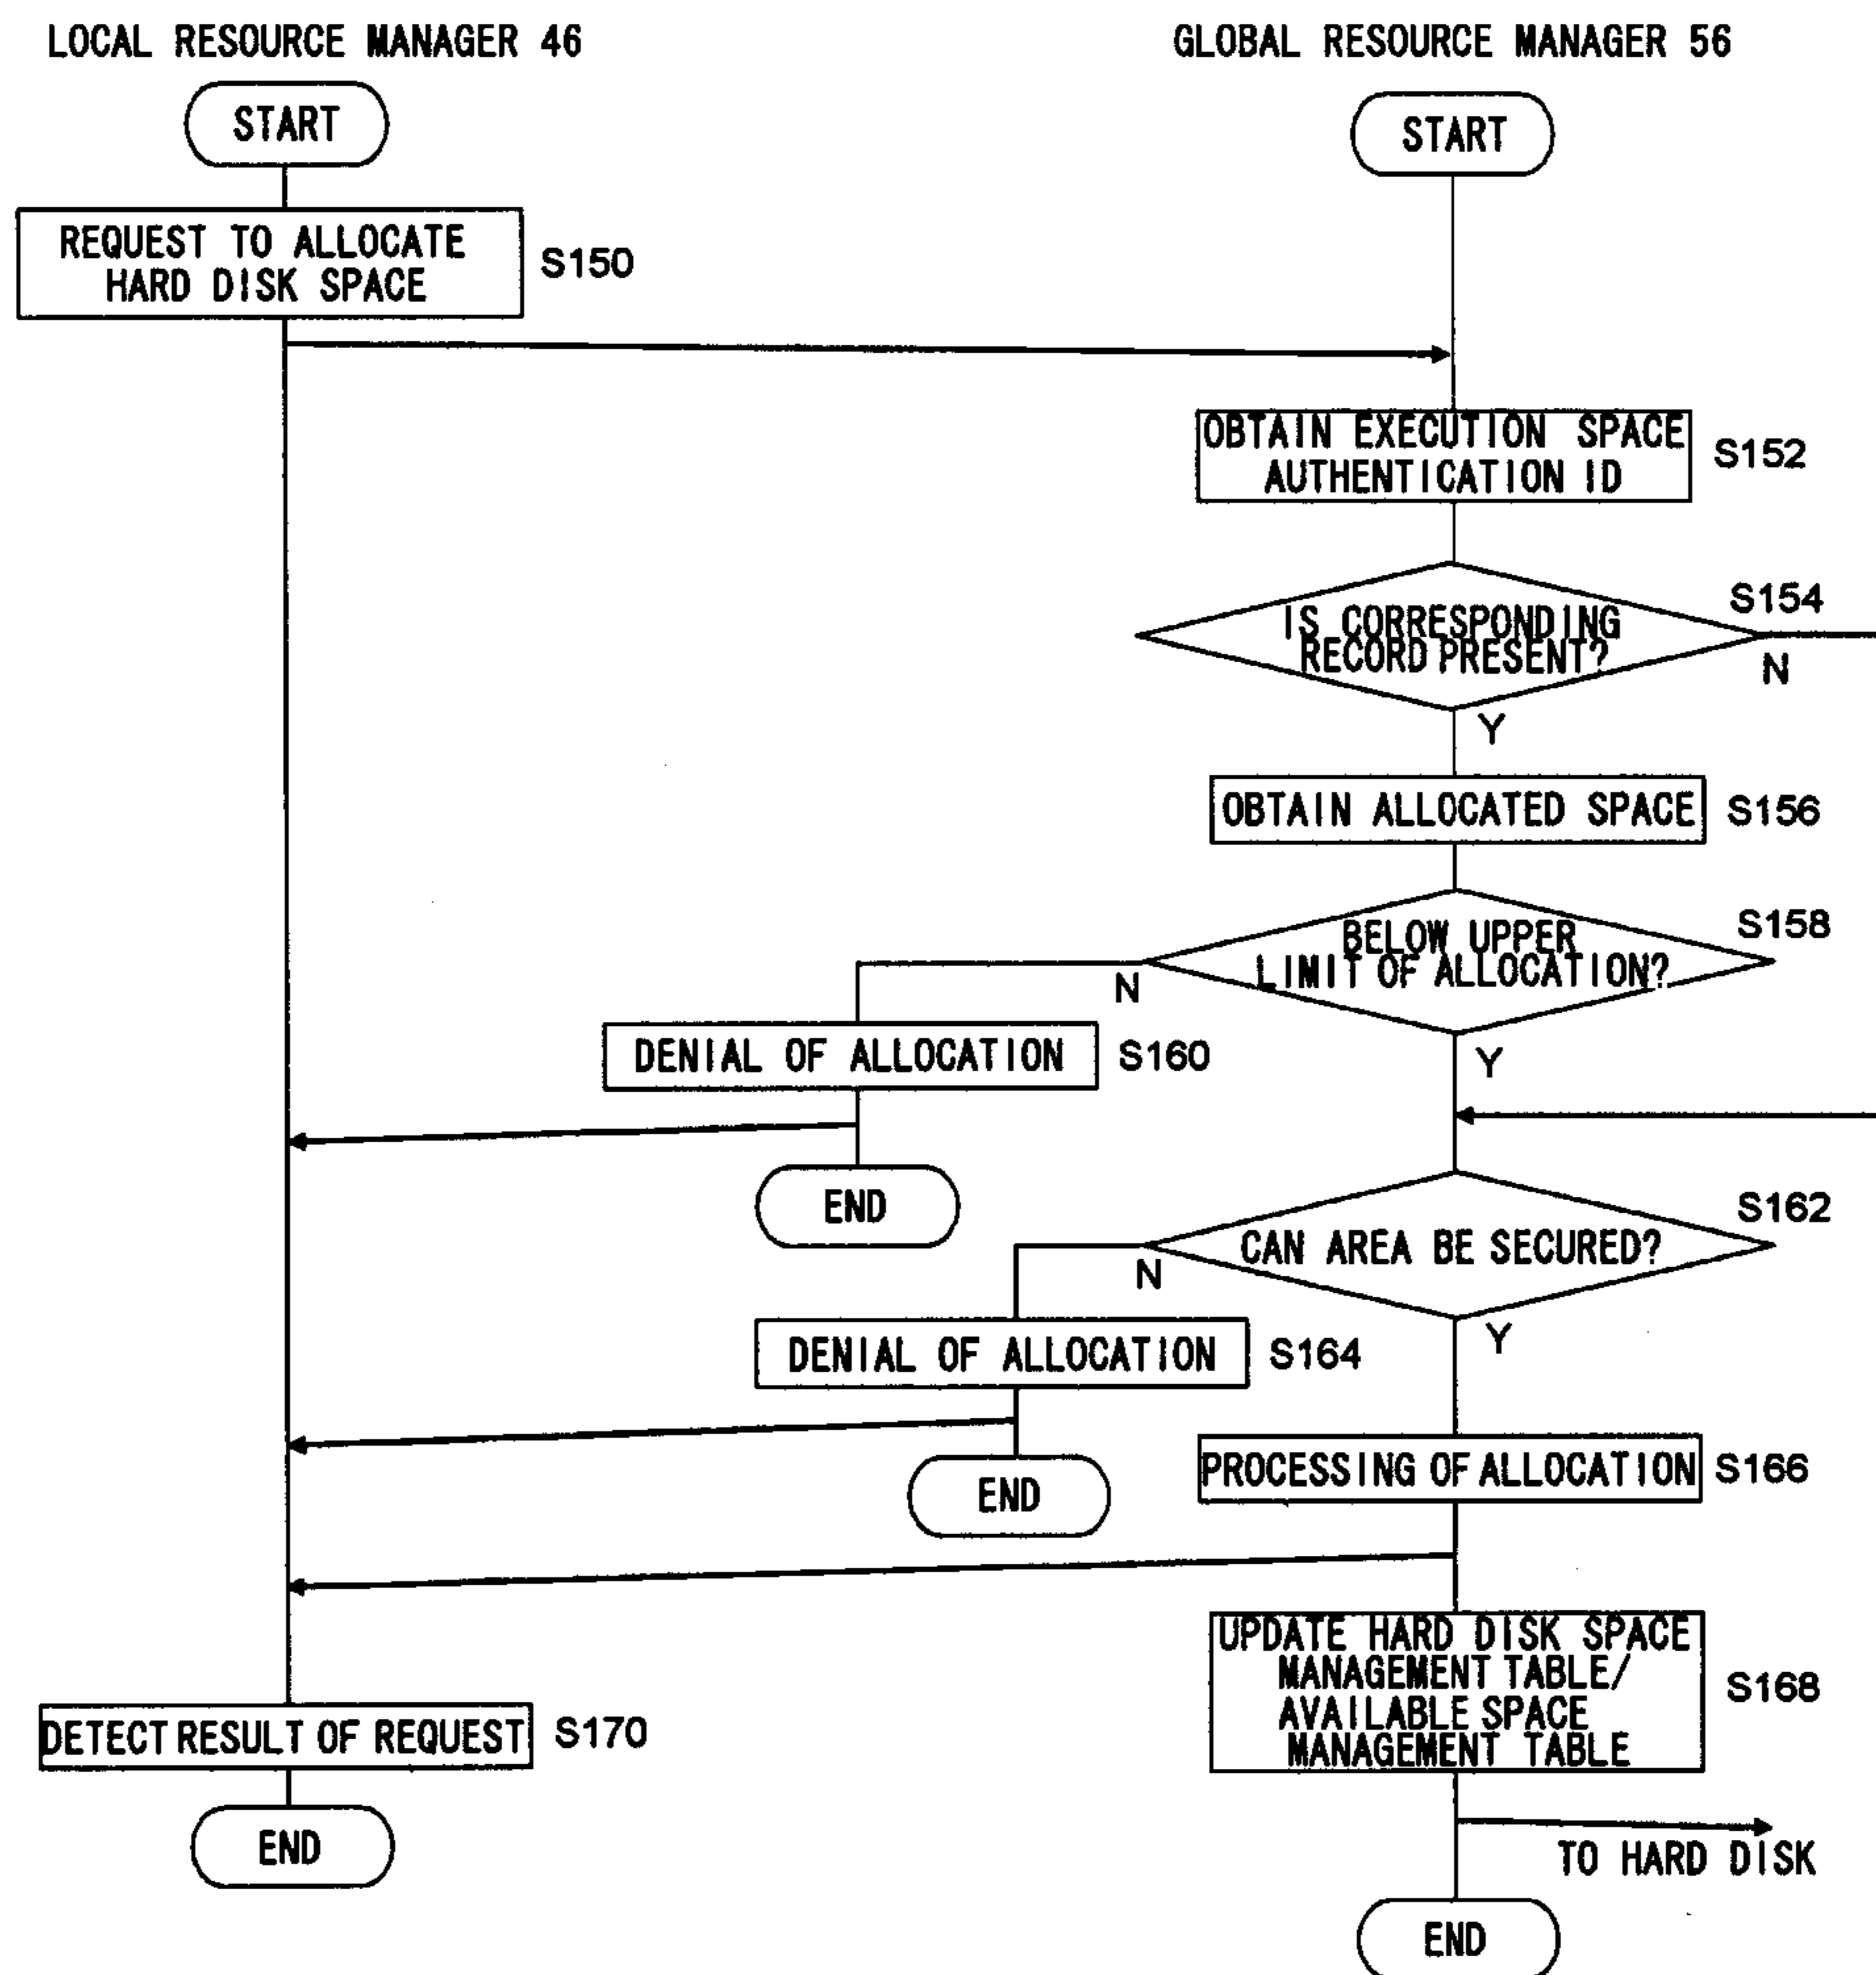 LOCAL RESOURCE MANAGER 46
GLOBAL RESOURCE MANAGER 56
START
START
REQUEST TO ALLOCATE
HARD DISK SPACE
S150
OBTAIN EXECUTION SPACE
AUTHENTICATION ID
S152
IS CORRESPONDING
RECORD PRESENT?
S154
N
Y
OBTAIN ALLOCATED SPACE
S156
BELOW UPPER
LIMIT OF ALLOCATION?
S158
N
Y
DENIAL OF ALLOCATION
S160
END
CAN AREA BE SECURED?
S162
N
Y
DENIAL OF ALLOCATION
S164
END
PROCESSING OF ALLOCATION
S166
UPDATE HARD DISK SPACE
MANAGEMENT TABLE/
AVAILABLE SPACE
MANAGEMENT TABLE
S168
DETECT RESULT OF REQUEST
S170
END
TO HARD DISK
END